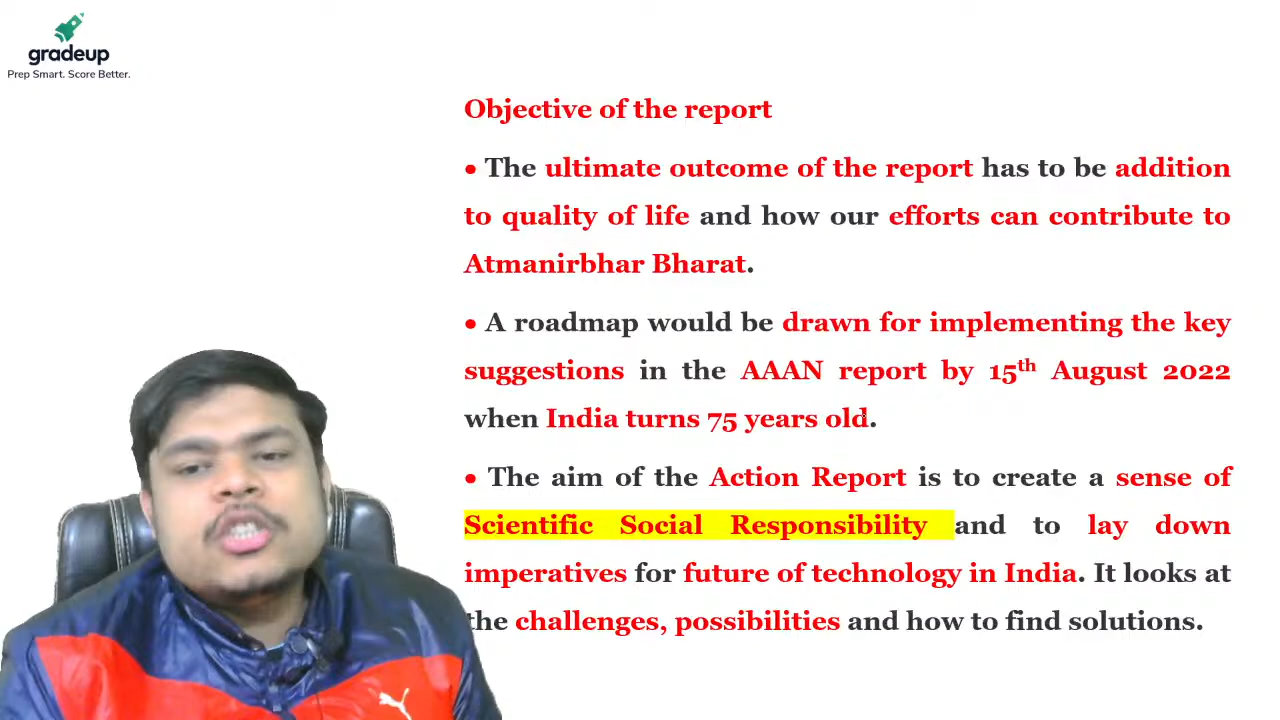 gradeup
Prep Smart. Score Better.
Objective of the report
• The ultimate outcome of the report has to be addition
to quality of life and how our efforts can contribute to
Atmanirbhar Bharat.
• A roadmap would be drawn for implementing the key
suggestions in the AAAN report by 15th August 2022
when India turns 75 years old.
• The aim of the Action Report is to create a sense of
Scientific Social Responsibility and to lay down
imperatives for future of technology in India. It looks at
the challenges, possibilities and how to find solutions.